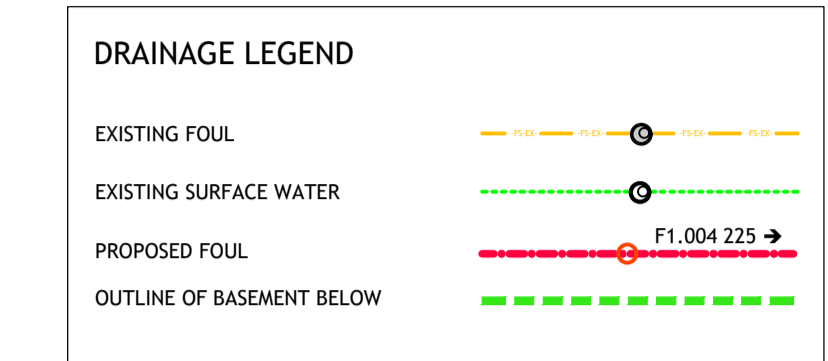 DRAINAGE LEGEND
EXISTING FOUL -FS-EX- -FS-EX- -FS-EX- -FS-EX-
EXISTING SURFACE WATER
F1.004 225 →
PROPOSED FOUL
OUTLINE OF BASEMENT BELOW